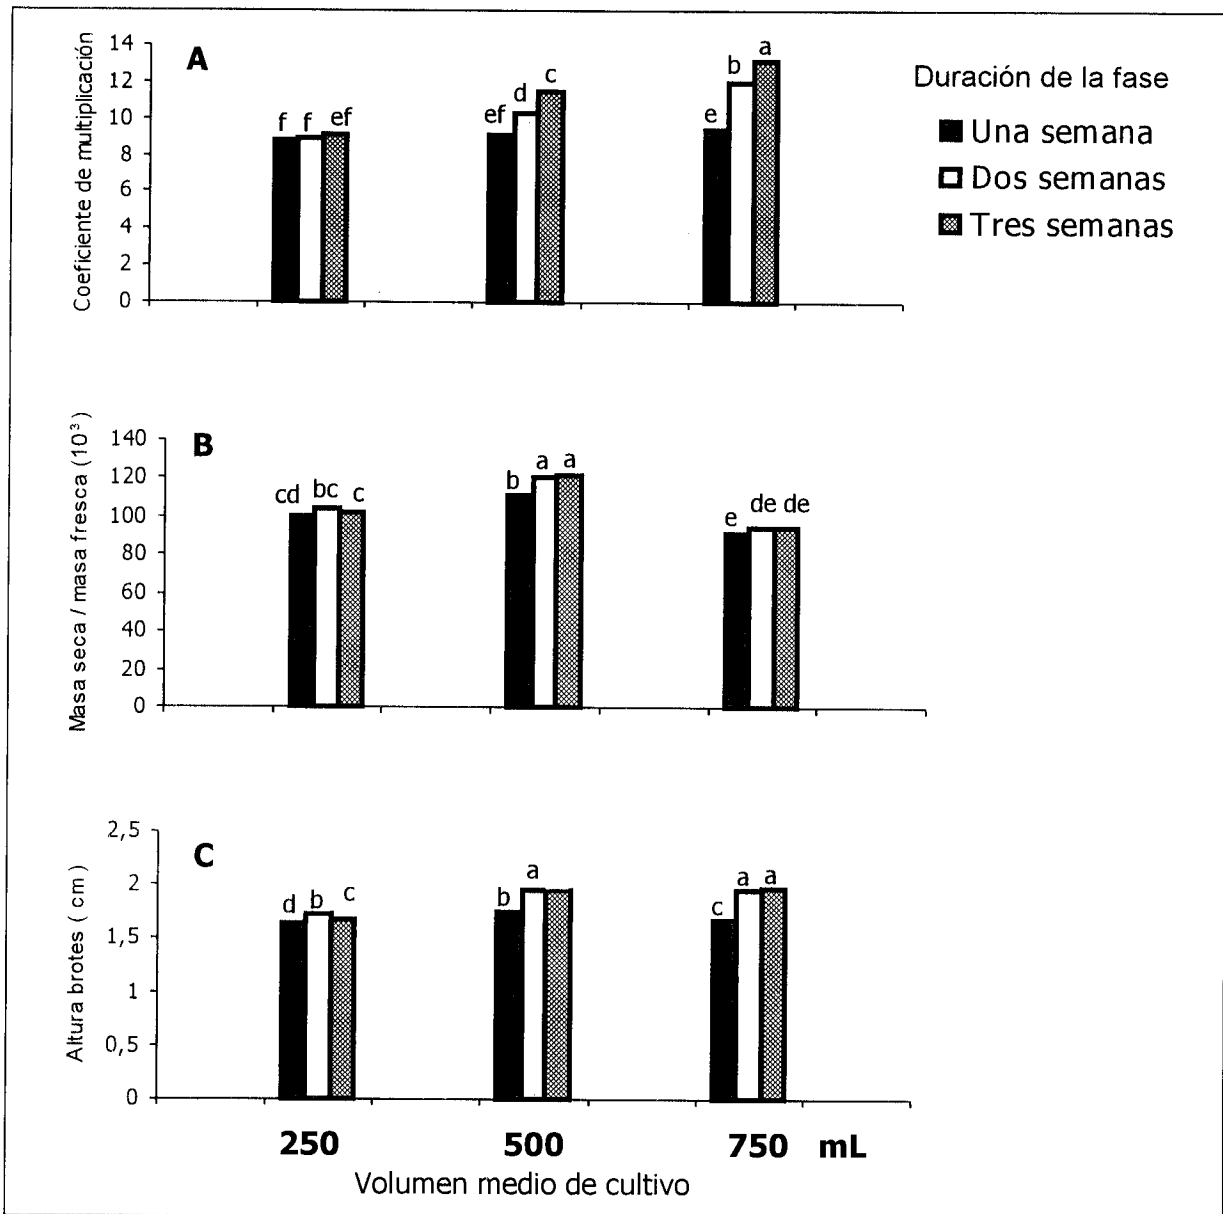 A
Coeficiente de multiplicación
14
12
10
8
6
4
2
0
f f ef
ef d c
e b a
Duración de la fase
Una semana
Dos semanas
Tres semanas
B
Masa seca / masa fresca (10³)
140
120
100
80
60
40
20
0
cd bc c
b a a
e de de
C
Altura brotes ( cm )
2,5
2
1,5
1
0,5
0
d b c
b a
c a a
250 500 750 mL
Volumen medio de cultivo